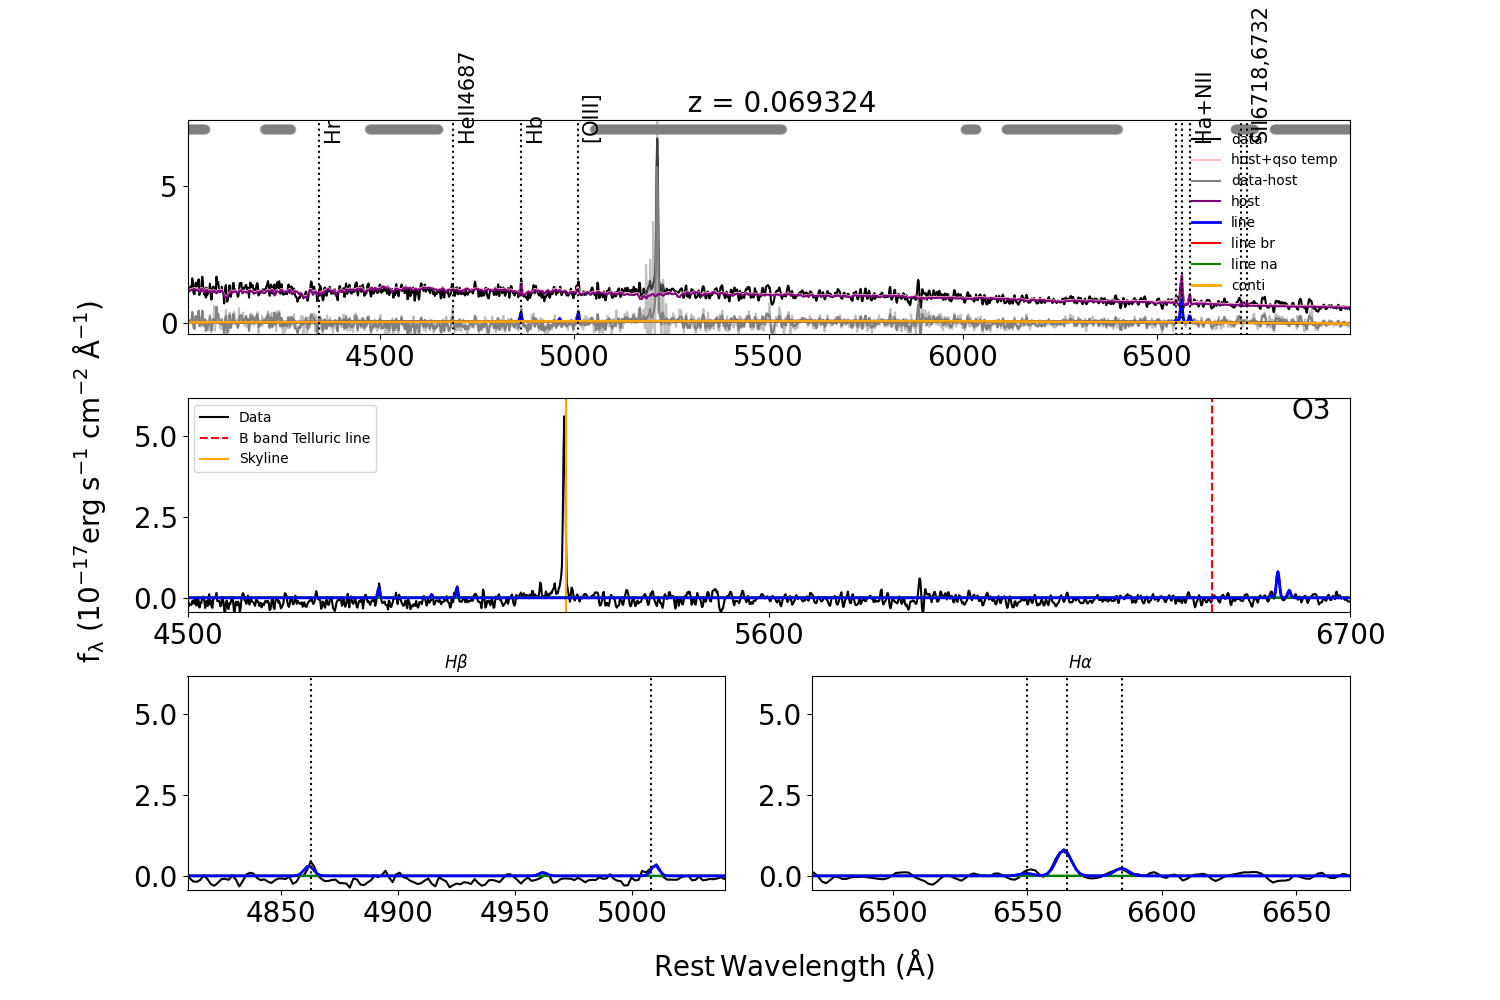 z = 0.069324
Hr
HeII4687
Hb
[OIII]
Ha+NII
SII6718,6732
data
host+qso temp
data-host
host
line
line br
line na
conti
5
0
4500 5000 5500 6000 6500
O3
Data
B band Telluric line
Skyline
5.0
2.5
0.0
4500 5600 6700
fλ (10⁻¹⁷erg s⁻¹ cm⁻² Å⁻¹)
Hβ
5.0
2.5
0.0
4850 4900 4950 5000
Hα
5.0
2.5
0.0
6500 6550 6600 6650
Rest Wavelength (Å)